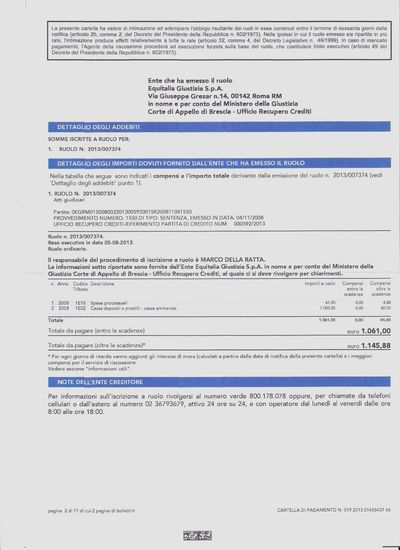 La presente cartella ha valore di intimazione ad adempiere l'obbligo risultante dai ruoli in essa contenuti entro il termine di sessanta giorni dalla
notifica (articolo 25, comma 2, del Decreto del Presidente della Repubblica n. 602/1973). Nelle ipotesi in cui il ruolo emesso sia ripartito in più
rate, l'intimazione produce effetti relativamente a tutte le rate (articolo 32, comma 4, del Decreto Legislativo n. 46/1999). In caso di mancato
pagamento, l'Agente della riscossione procederà ad esecuzione forzata sulla base del ruolo, che costituisce titolo esecutivo (articolo 49 del
Decreto del Presidente della Repubblica n. 602/1973).
Ente che ha emesso il ruolo
Equitalia Giustizia S.p.A.
Via Giuseppe Grezar n.14, 00142 Roma RM
in nome e per conto del Ministero della Giustizia
Corte di Appello di Brescia - Ufficio Recupero Crediti
DETTAGLIO DEGLI ADDEBITI
SOMME ISCRITTE A RUOLO PER:
1. RUOLO N. 2013/007374
DETTAGLIO DEGLI IMPORTI DOVUTI FORNITO DALL'ENTE CHE HA EMESSO IL RUOLO
Nella tabella che segue sono indicati i compensi e l'importo totale derivante dalla emissione del ruolo n. 2013/007374 (vedi
'Dettaglio degli addebiti' punto 1).
1. RUOLO N. 2013/007374
Atti giudiziari
PROVVEDIMENTO NUMERO: 1550 DI TIPO: SENTENZA, EMESSO IN DATA: 04/11/2008
UFFICIO RECUPERO CREDITI-RIFERIMENTO PARTITA DI CREDITO NUM: 000592/2013
Ruolo n. 2013/007374.
Reso esecutivo in data 05-08-2013.
Ruolo ordinario.
Il responsabile del procedimento di iscrizione a ruolo è MARCO DELLA RATTA.
Le informazioni sotto riportate sono fornite dall'Ente Equitalia Giustizia S.p.A. in nome e per conto del Ministero della
Giustizia Corte di Appello di Brescia - Ufficio Recupero Crediti, al quale ci si deve rivolgere per chiarimenti.
n. Anno Codice Tributo Descrizione Importi a ruolo Compensi entro le scadenze Compensi oltre le scadenze
1 2008 1E10 Spese processuali 61,00 0,00 4,88
2 2008 1E02 Cassa depositi e prestiti - cassa ammende 1.000,00 0,00 80,00
Totale 1.061,00 0,00 84,88
Totale da pagare (entro le scadenze) euro 1.061,00
Totale da pagare (oltre le scadenze)* euro 1.145,88
* Per ogni giorno di ritardo vanno aggiunti gli interessi di mora (calcolati a partire dalla data di notifica della presente cartella) e i maggiori
compensi per il servizio di riscossione.
Vedere sezione "Informazioni utili".
NOTE DELL'ENTE CREDITORE
Per informazioni sull'iscrizione a ruolo rivolgersi al numero verde 800.178.078 oppure, per chiamate da telefoni
cellulari o dall'estero al numero 02 36793679, attivo 24 ore su 24, e con operatore dal lunedì al venerdì dalle ore
8:00 alle ore 18:00.
pagina 2 di 11 di cui 2 pagine di bollettini
CARTELLA DI PAGAMENTO N. 019 2013 01455437 66